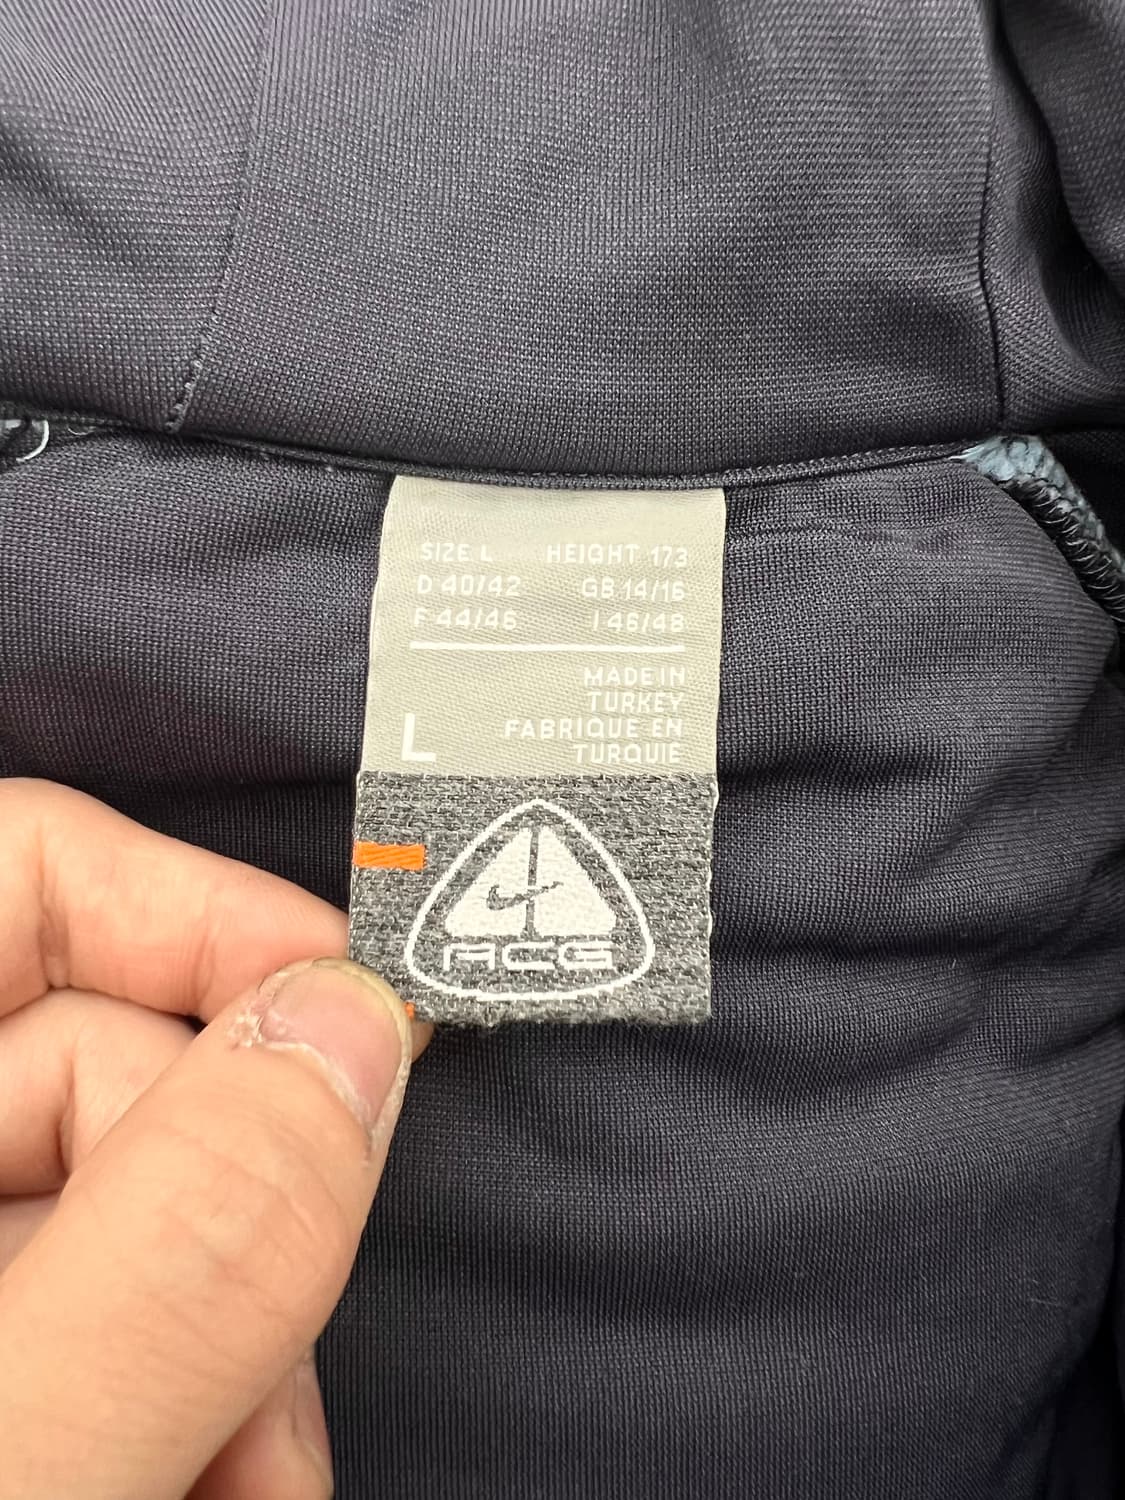 SIZE L HEIGHT 173
D 40/42 GB 14/16
F 44/46 I 46/48
MADE IN
TURKEY
FABRIQUE EN
TURQUIE
L
ACG